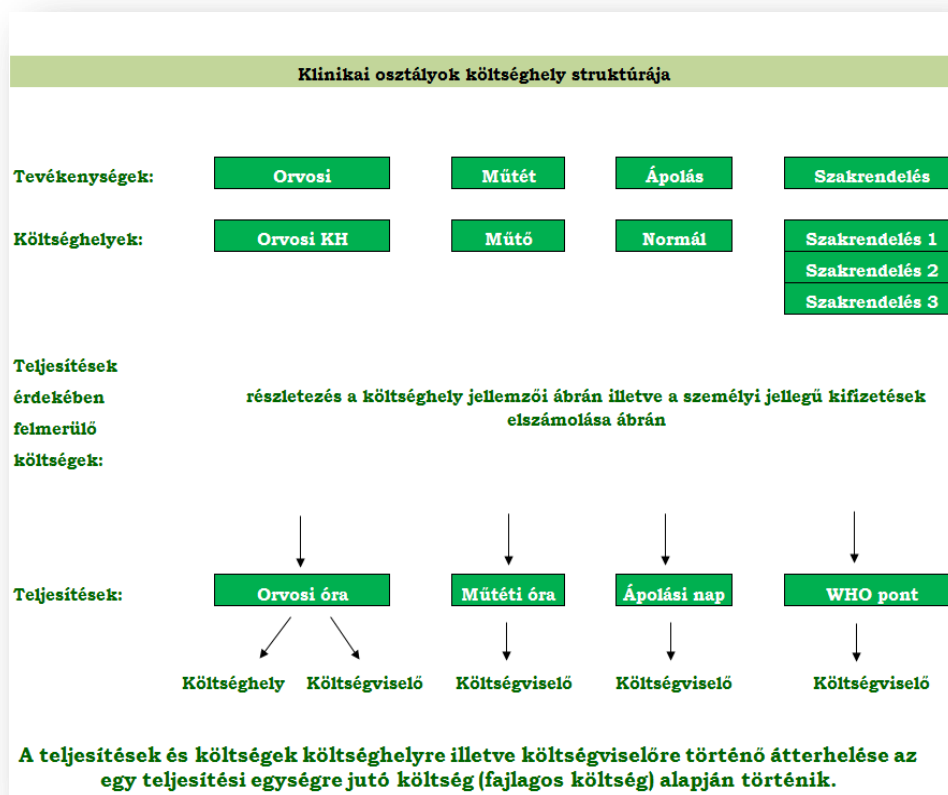 Klinikai osztályok költséghely struktúrája
Tevékenységek: Orvosi Műtét Ápolás Szakrendelés
Költséghelyek: Orvosi KH Műtő Normál Szakrendelés 1
Szakrendelés 2
Szakrendelés 3
Teljesítések
érdekében
felmerülő
költségek:
részletezés a költséghely jellemzői ábrán illetve a személyi jellegű kifizetések
elszámolása ábrán
Teljesítések: Orvosi óra Műtéti óra Ápolási nap WHO pont
Költséghely Költségviselő Költségviselő Költségviselő Költségviselő
A teljesítések és költségek költséghelyre illetve költségviselőre történő átterhelése az
egy teljesítési egységre jutó költség (fajlagos költség) alapján történik.